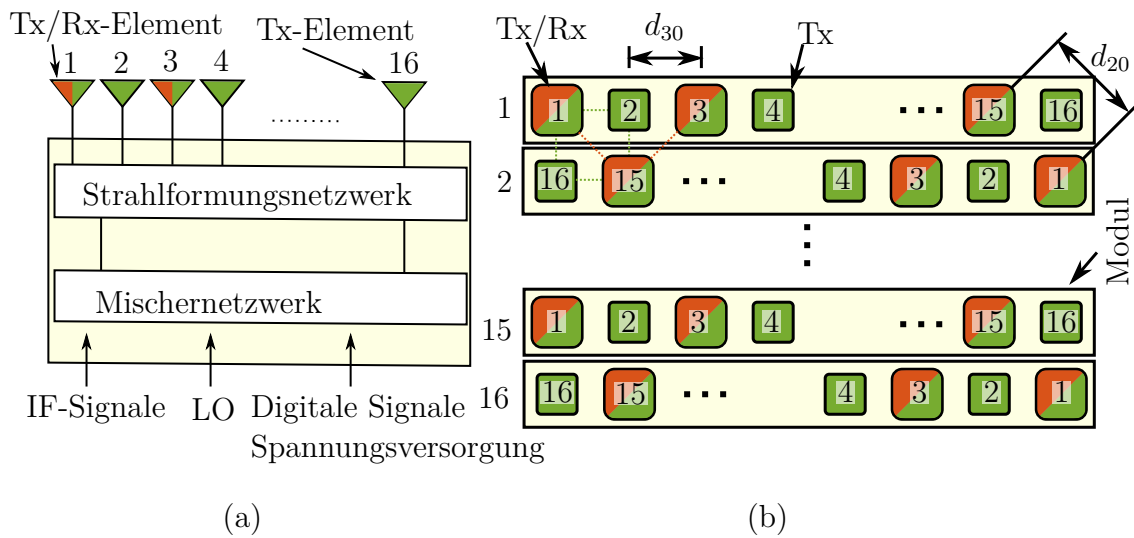 Tx/Rx-Element
Tx-Element
1 2 3 4 16
.........
Strahlformungsnetzwerk
Mischernetzwerk
IF-Signale LO Digitale Signale
Spannungsversorgung
(a)
Tx/Rx d30 Tx d20
1 1 2 3 4 ... 15 16
2 16 15 ... 4 3 2 1
Modul
15 1 2 3 4 ... 15 16
16 16 15 ... 4 3 2 1
(b)